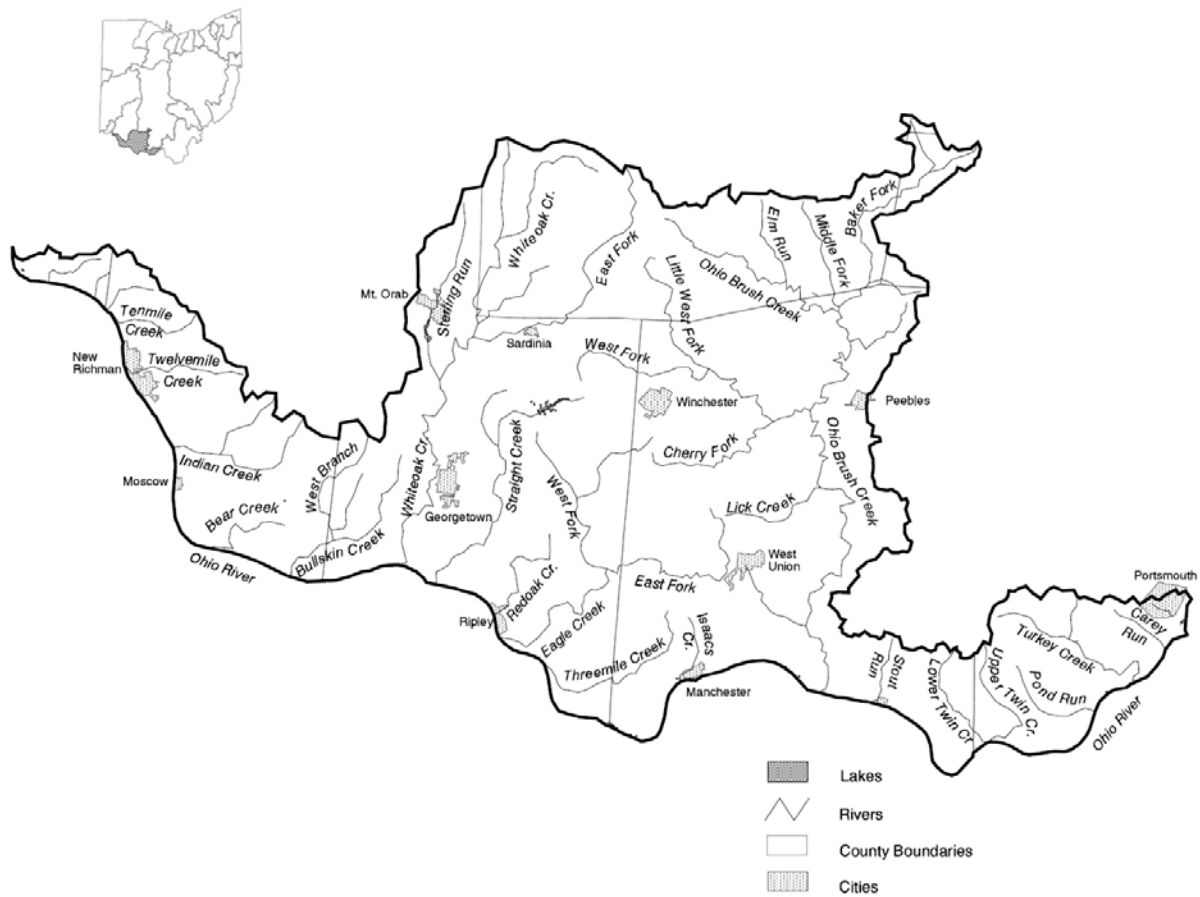 Whiteoak Cr.
East Fork
Elm Run
Middle Fork
Baker Fork
Mt. Orab
Sterling Run
Little West Fork
Ohio Brush Creek
Tenmile
Creek
Sardinia
West Fork
New
Richman
Twelvemile
Creek
Winchester
Peebles
Indian Creek
West Branch
Whiteoak Cr.
Straight Creek
Cherry Fork
Ohio Brush Creek
Moscow
Georgetown
West Fork
Lick Creek
Bear Creek
Bullskin Creek
Ohio River
West
Union
East Fork
Portsmouth
Ripley
Redoak Cr.
Eagle Creek
Isaacs
Cr.
Carey
Run
Turkey Creek
Threemile Creek
Manchester
Stout
Run
Lower Twin Cr
Upper Twin Cr.
Pond Run
Ohio River
Lakes
Rivers
County Boundaries
Cities